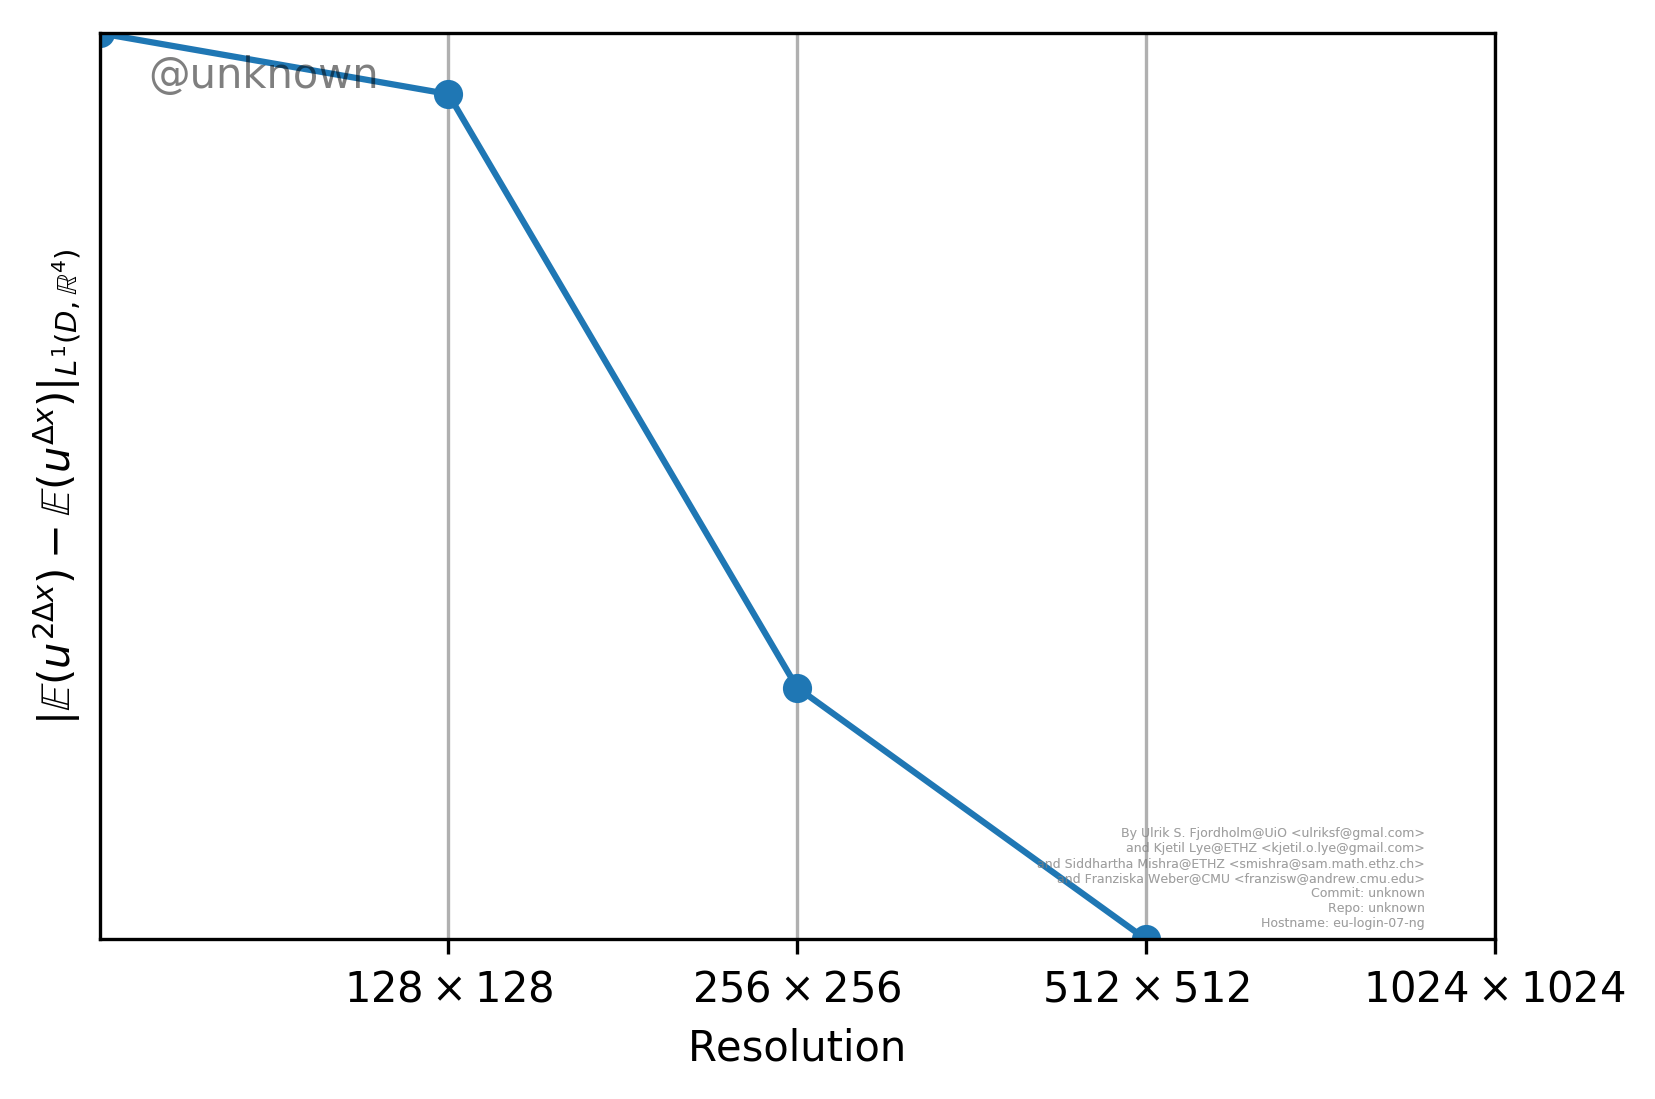 @unknown
|𝔼(u^{2Δx}) − 𝔼(u^{Δx})|_{L^1(D, ℝ^4)}
By Ulrik S. Fjordholm@UiO <ulriksf@gmal.com>
and Kjetil Lye@ETHZ <kjetil.o.lye@gmail.com>
and Siddhartha Mishra@ETHZ <smishra@sam.math.ethz.ch>
and Franziska Weber@CMU <franzisw@andrew.cmu.edu>
Commit: unknown
Repo: unknown
Hostname: eu-login-07-ng
128 × 128 256 × 256 512 × 512 1024 × 1024
Resolution